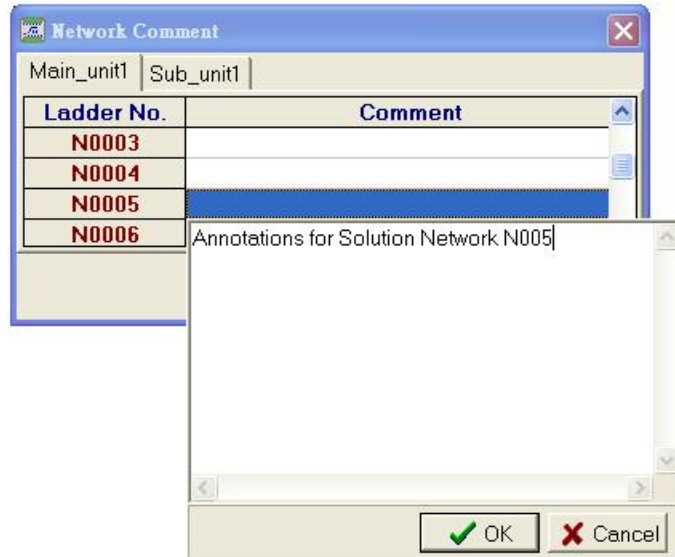 Network Comment
Main_unit1 Sub_unit1
Ladder No. Comment
N0003
N0004
N0005
N0006
Annotations for Solution Network N005
OK Cancel